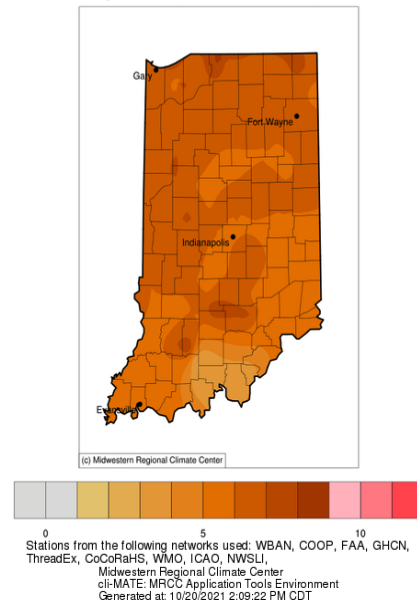 Gary
Fort Wayne
Indianapolis
Evansville
(c) Midwestern Regional Climate Center
0 5 10
Stations from the following networks used: WBAN, COOP, FAA, GHCN,
ThreadEx, CoCoRaHS, WMO, ICAO, NWSLI,
Midwestern Regional Climate Center
cli-MATE: MRCC Application Tools Environment
Generated at: 10/20/2021 2:09:22 PM CDT